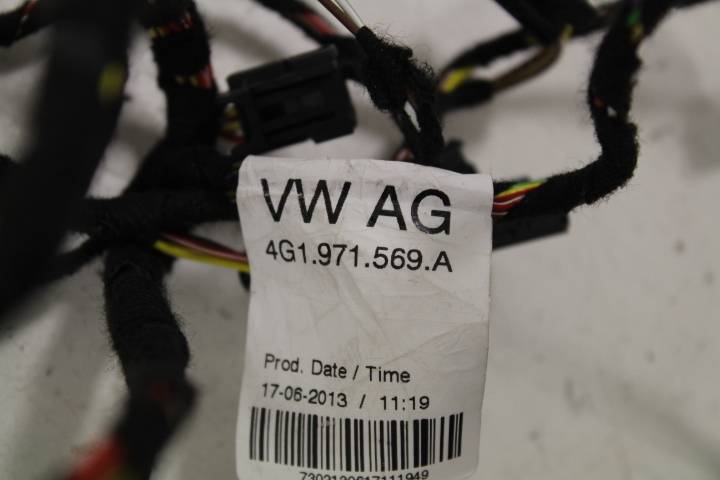 VW AG
4G1.971.569.A
Prod. Date / Time
17-06-2013 / 11:19